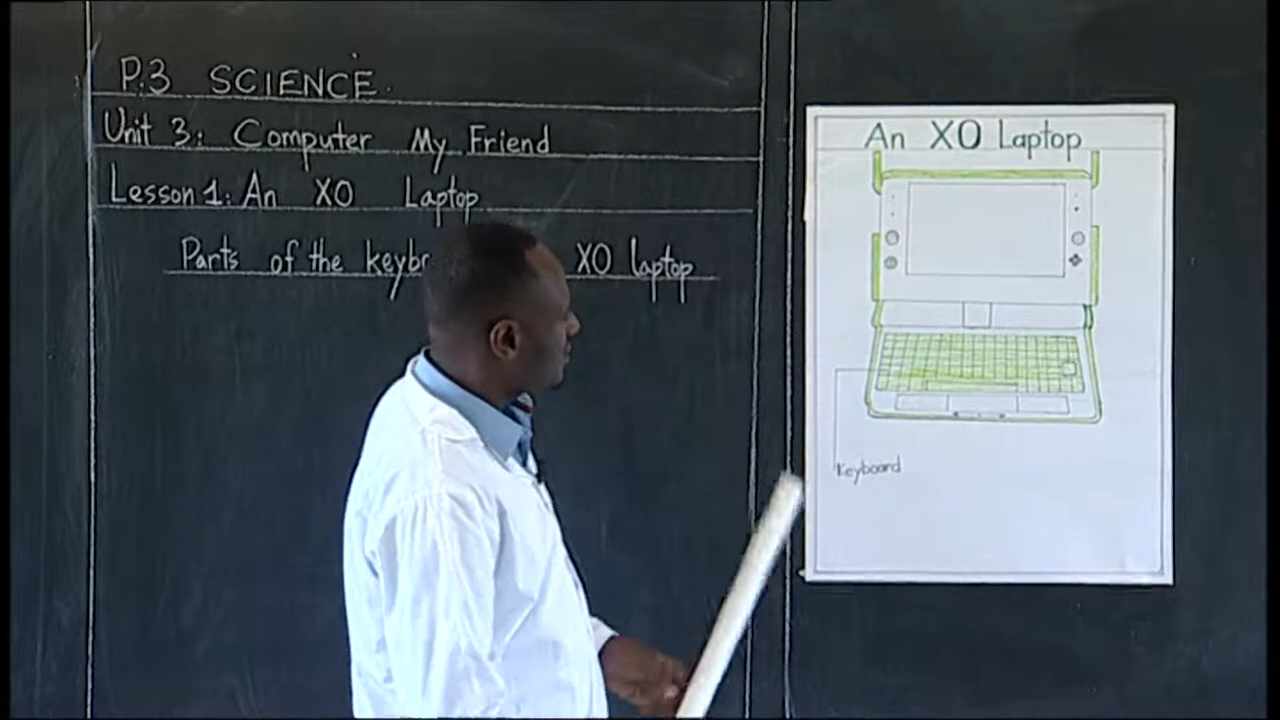 P.3 SCIENCE.
Unit 3: Computer My Friend
Lesson 1: An XO Laptop
Parts of the keybo XO laptop
An XO Laptop
Keyboard